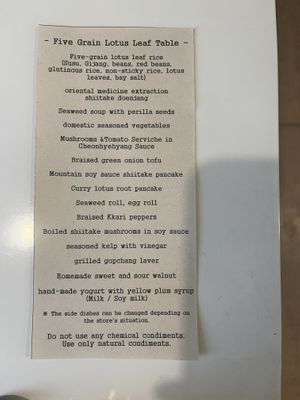 - Five Grain Lotus Leaf Table -
Five-grain lotus leaf rice
(Susu, Gijang, beans, red beans,
glutinous rice, non-sticky rice, lotus
leaves, bay salt)
oriental medicine extraction
shiitake doenjang
Seaweed soup with perilla seeds
domestic seasoned vegetables
Mushrooms &Tomato Serviche in
Cheonhyehyang Sauce
Braised green onion tofu
Mountain soy sauce shiitake pancake
Curry lotus root pancake
Seaweed roll, egg roll
Braised Kkari peppers
Boiled shiitake mushrooms in soy sauce
seasoned kelp with vinegar
grilled gopchang laver
Homemade sweet and sour walnut
hand-made yogurt with yellow plum syrup
(Milk / Soy milk)
※ The side dishes can be changed depending on
the store's situation.
Do not use any chemical condiments.
Use only natural condiments.